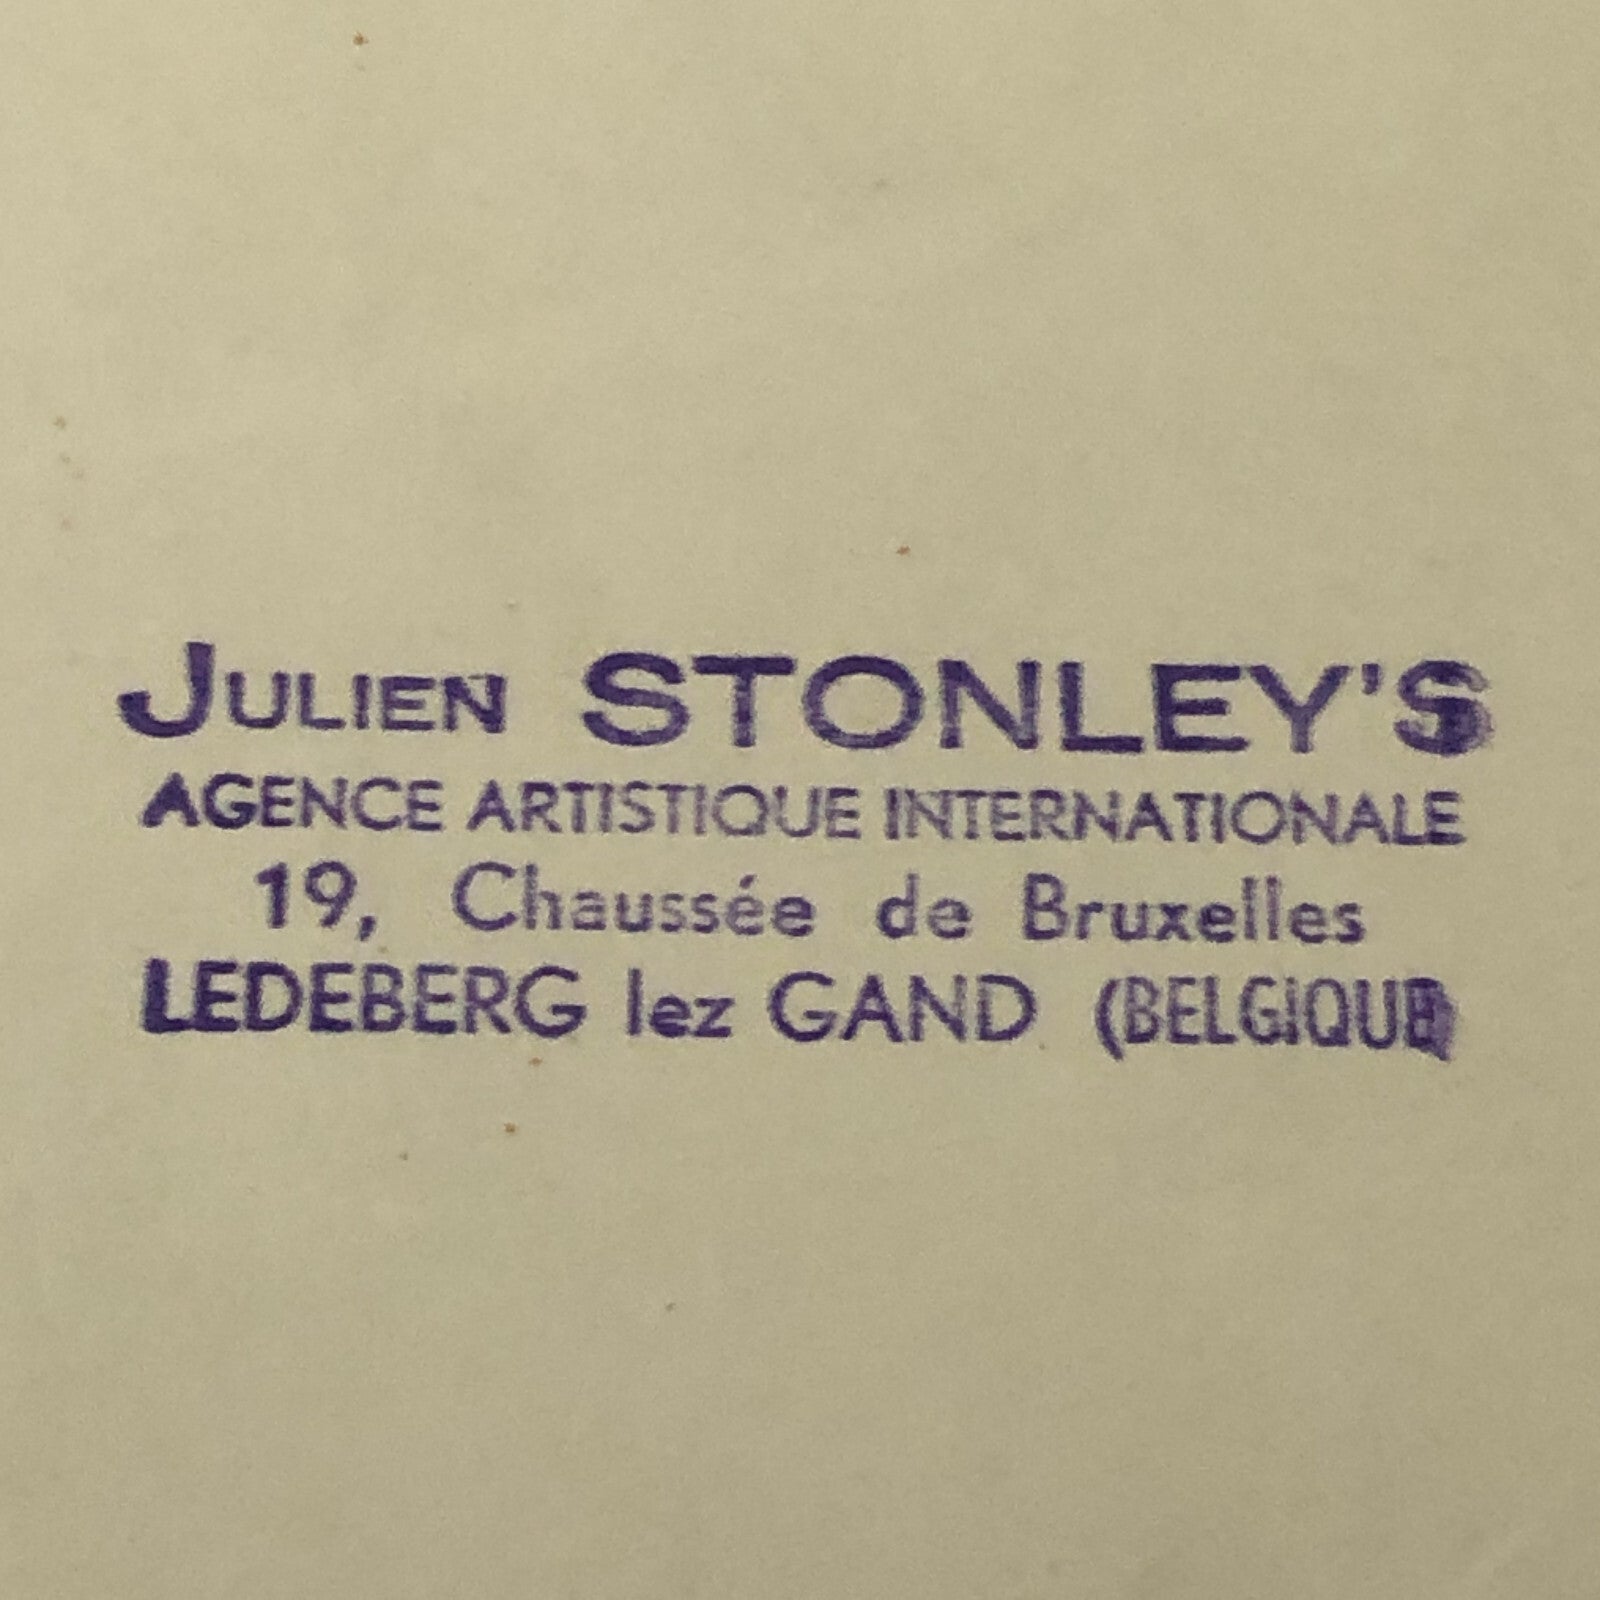 JULIEN STONLEY'S
AGENCE ARTISTIQUE INTERNATIONALE
19, Chaussée de Bruxelles
LEDEBERG lez GAND (BELGIQUE)